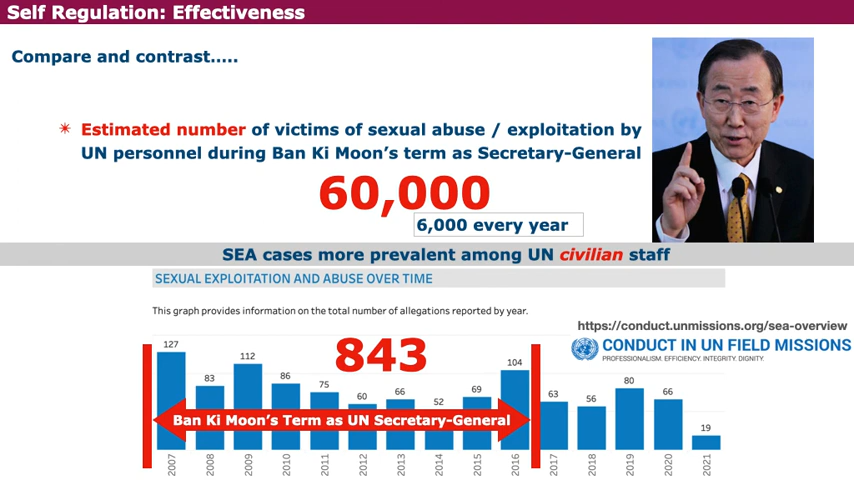 Self Regulation: Effectiveness
Compare and contrast.....
✴ Estimated number of victims of sexual abuse / exploitation by
UN personnel during Ban Ki Moon’s term as Secretary-General
60,000
6,000 every year
SEA cases more prevalent among UN civilian staff
SEXUAL EXPLOITATION AND ABUSE OVER TIME
This graph provides information on the total number of allegations reported by year.
https://conduct.unmissions.org/sea-overview
CONDUCT IN UN FIELD MISSIONS
PROFESSIONALISM. EFFICIENCY. INTEGRITY. DIGNITY.
843
127 83 112 86 75 60 66 52 69 104 63 56 80 66 19
Ban Ki Moon’s Term as UN Secretary-General
2007 2008 2009 2010 2011 2012 2013 2014 2015 2016 2017 2018 2019 2020 2021